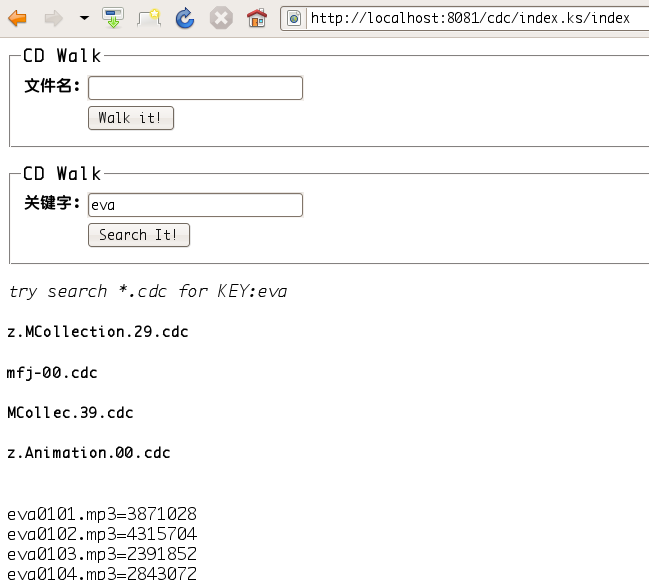 http://localhost:8081/cdc/index.ks/index
CD Walk
文件名:
Walk it!
CD Walk
关键字: eva
Search It!
try search *.cdc for KEY:eva
z.MCollection.29.cdc
mfj-00.cdc
MCollec.39.cdc
z.Animation.00.cdc
eva0101.mp3=3871028
eva0102.mp3=4315704
eva0103.mp3=2391852
eva0104.mp3=2843072